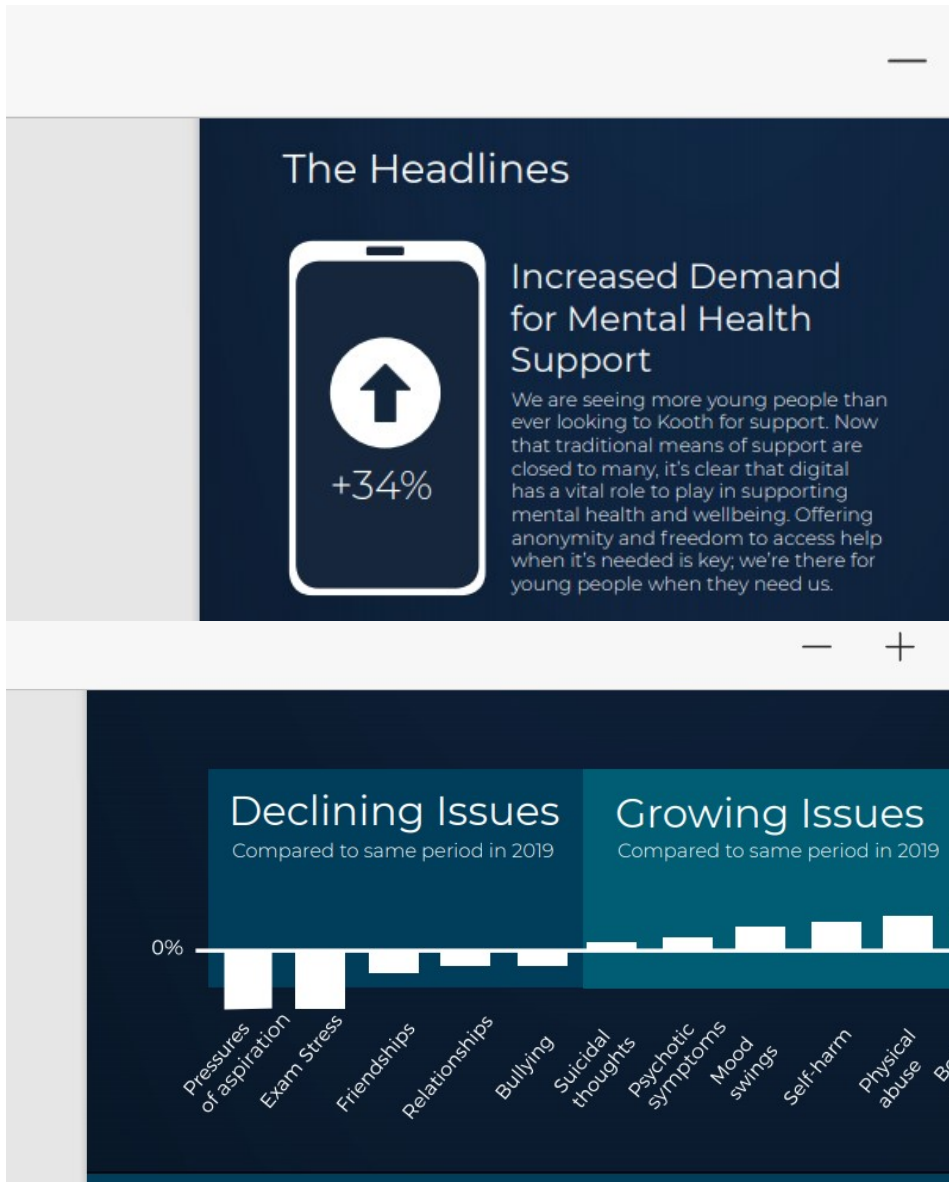 The Headlines
+34%
Increased Demand
for Mental Health
Support
We are seeing more young people than
ever looking to Kooth for support. Now
that traditional means of support are
closed to many, it's clear that digital
has a vital role to play in supporting
mental health and wellbeing. Offering
anonymity and freedom to access help
when it's needed is key; we're there for
young people when they need us.
Declining Issues
Compared to same period in 2019
Growing Issues
Compared to same period in 2019
0%
Pressures
of aspiration
Exam Stress
Friendships
Relationships
Bullying
Suicidal
thoughts
Psychotic
symptoms
Mood
swings
Self-harm
Physical
abuse